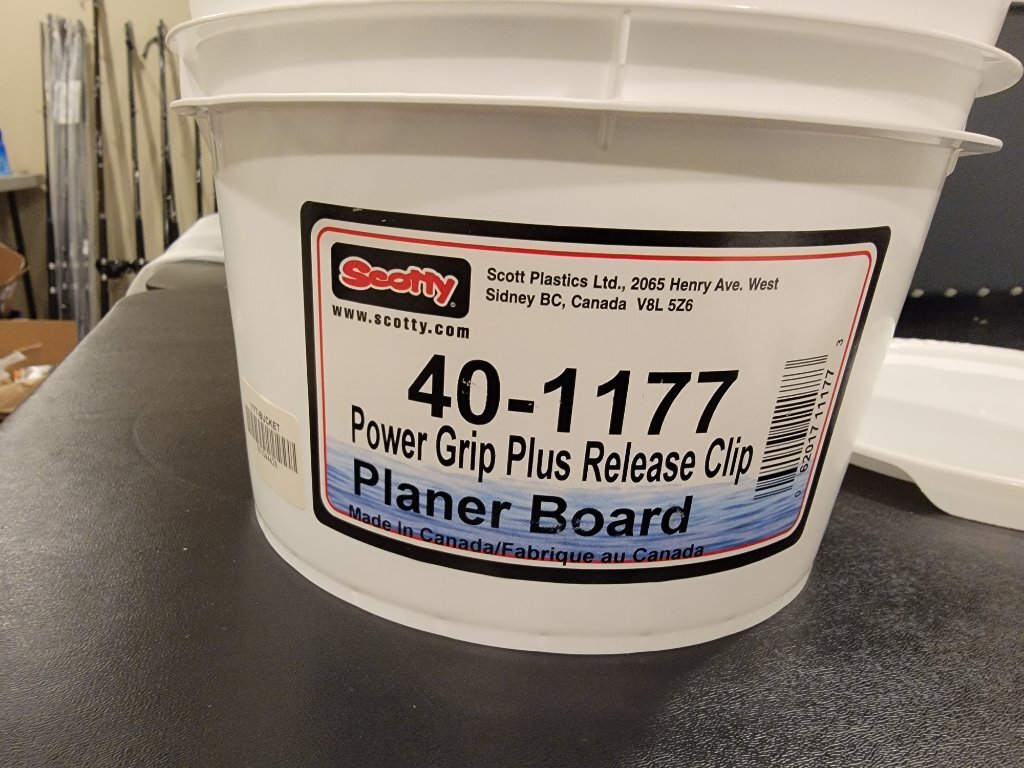 Scotty
www.scotty.com
Scott Plastics Ltd., 2065 Henry Ave. West
Sidney BC, Canada V8L 5Z6
40-1177
Power Grip Plus Release Clip
Planer Board
Made In Canada/Fabrique au Canada
0 62017 11177 3
BUCKET